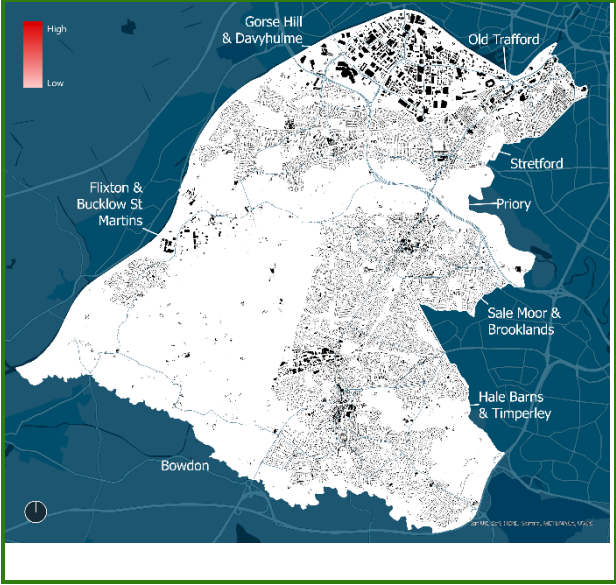 High
Low
Gorse Hill
& Davyhulme
Old Trafford
Stretford
Flixton &
Bucklow St
Martins
Priory
Sale Moor &
Brooklands
Hale Barns
& Timperley
Bowdon